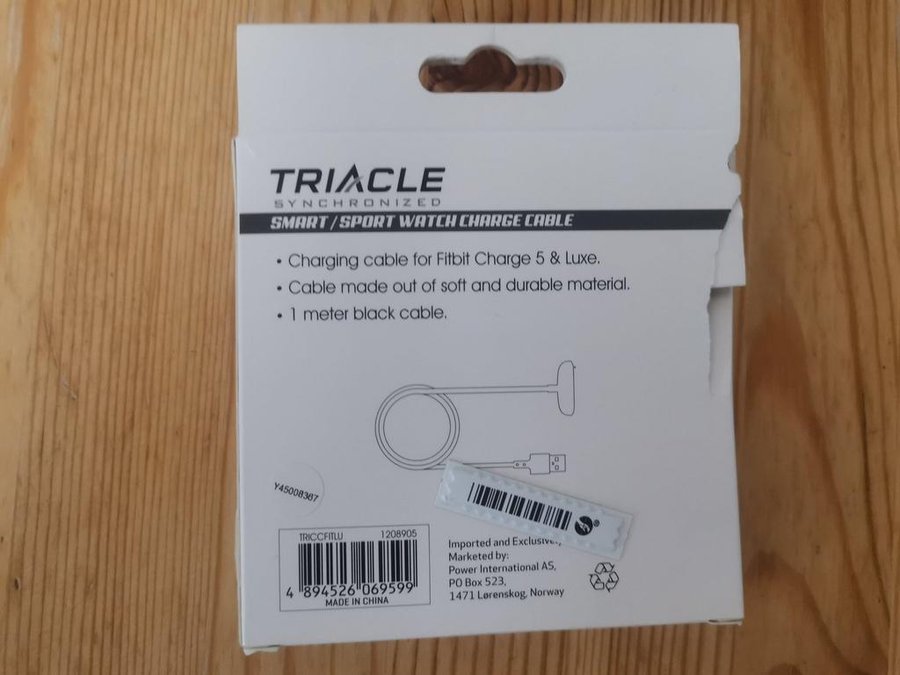 TRIACLE
SYNCHRONIZED
SMART / SPORT WATCH CHARGE CABLE
• Charging cable for Fitbit Charge 5 & Luxe.
• Cable made out of soft and durable material.
• 1 meter black cable.
Y45008367
TRICCFITLU 1208905
4 894526 069599
MADE IN CHINA
Imported and
Marketed by:
Power International AS,
PO Box 523,
1471 Lørenskog, Norway